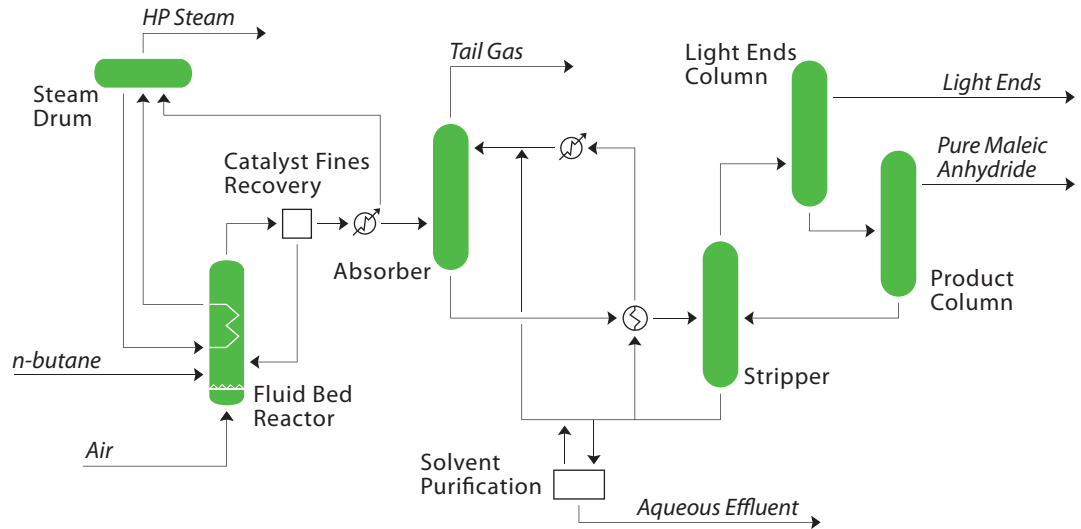 HP Steam
Steam
Drum
Catalyst Fines
Recovery
n-butane
Fluid Bed
Reactor
Air
Tail Gas
Absorber
Solvent
Purification
Aqueous Effluent
Light Ends
Column
Light Ends
Pure Maleic
Anhydride
Product
Column
Stripper